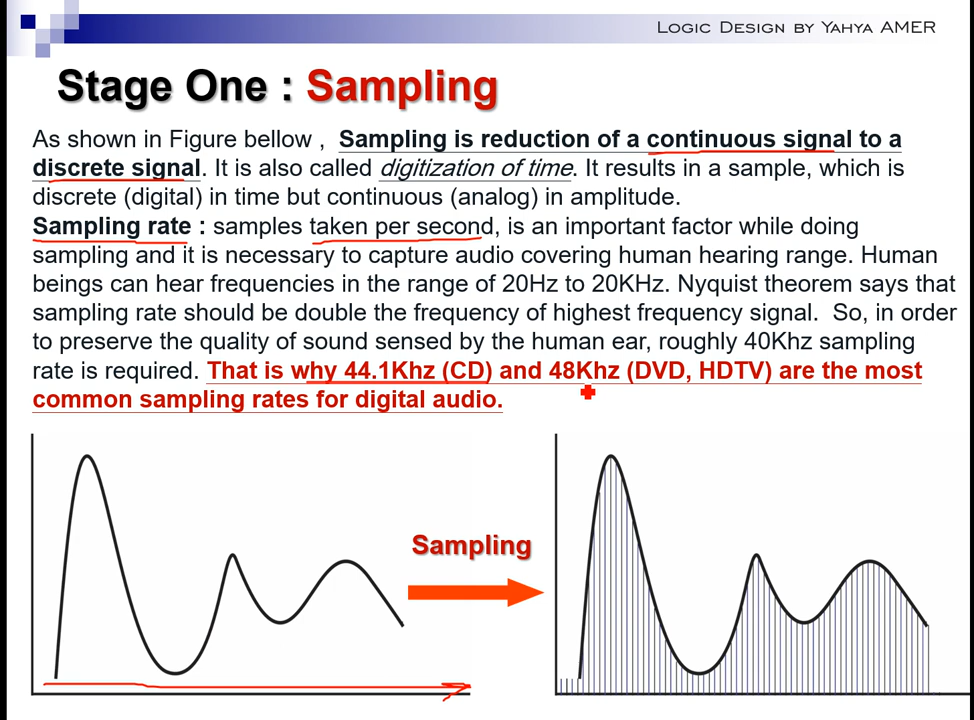 Logic Design by Yahya AMER
Stage One : Sampling
As shown in Figure bellow , Sampling is reduction of a continuous signal to a
discrete signal. It is also called digitization of time. It results in a sample, which is
discrete (digital) in time but continuous (analog) in amplitude.
Sampling rate : samples taken per second, is an important factor while doing
sampling and it is necessary to capture audio covering human hearing range. Human
beings can hear frequencies in the range of 20Hz to 20KHz. Nyquist theorem says that
sampling rate should be double the frequency of highest frequency signal. So, in order
to preserve the quality of sound sensed by the human ear, roughly 40Khz sampling
rate is required. That is why 44.1Khz (CD) and 48Khz (DVD, HDTV) are the most
common sampling rates for digital audio.
Sampling